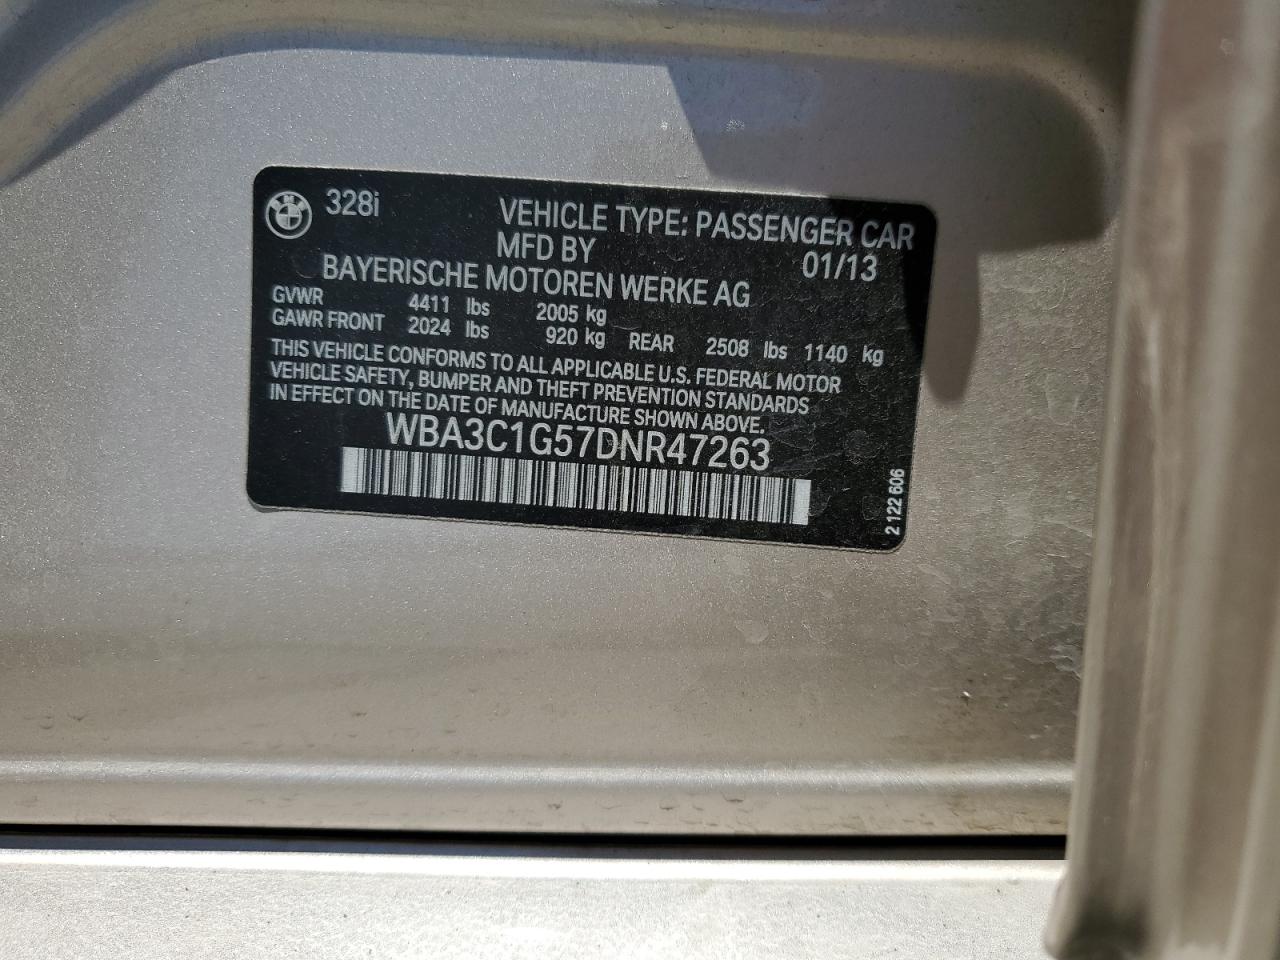 328i VEHICLE TYPE: PASSENGER CAR
MFD BY 01/13
BAYERISCHE MOTOREN WERKE AG
GVWR 4411 lbs 2005 kg
GAWR FRONT 2024 lbs 920 kg REAR 2508 lbs 1140 kg
THIS VEHICLE CONFORMS TO ALL APPLICABLE U.S. FEDERAL MOTOR
VEHICLE SAFETY, BUMPER AND THEFT PREVENTION STANDARDS
IN EFFECT ON THE DATE OF MANUFACTURE SHOWN ABOVE.
WBA3C1G57DNR47263
2 122 606